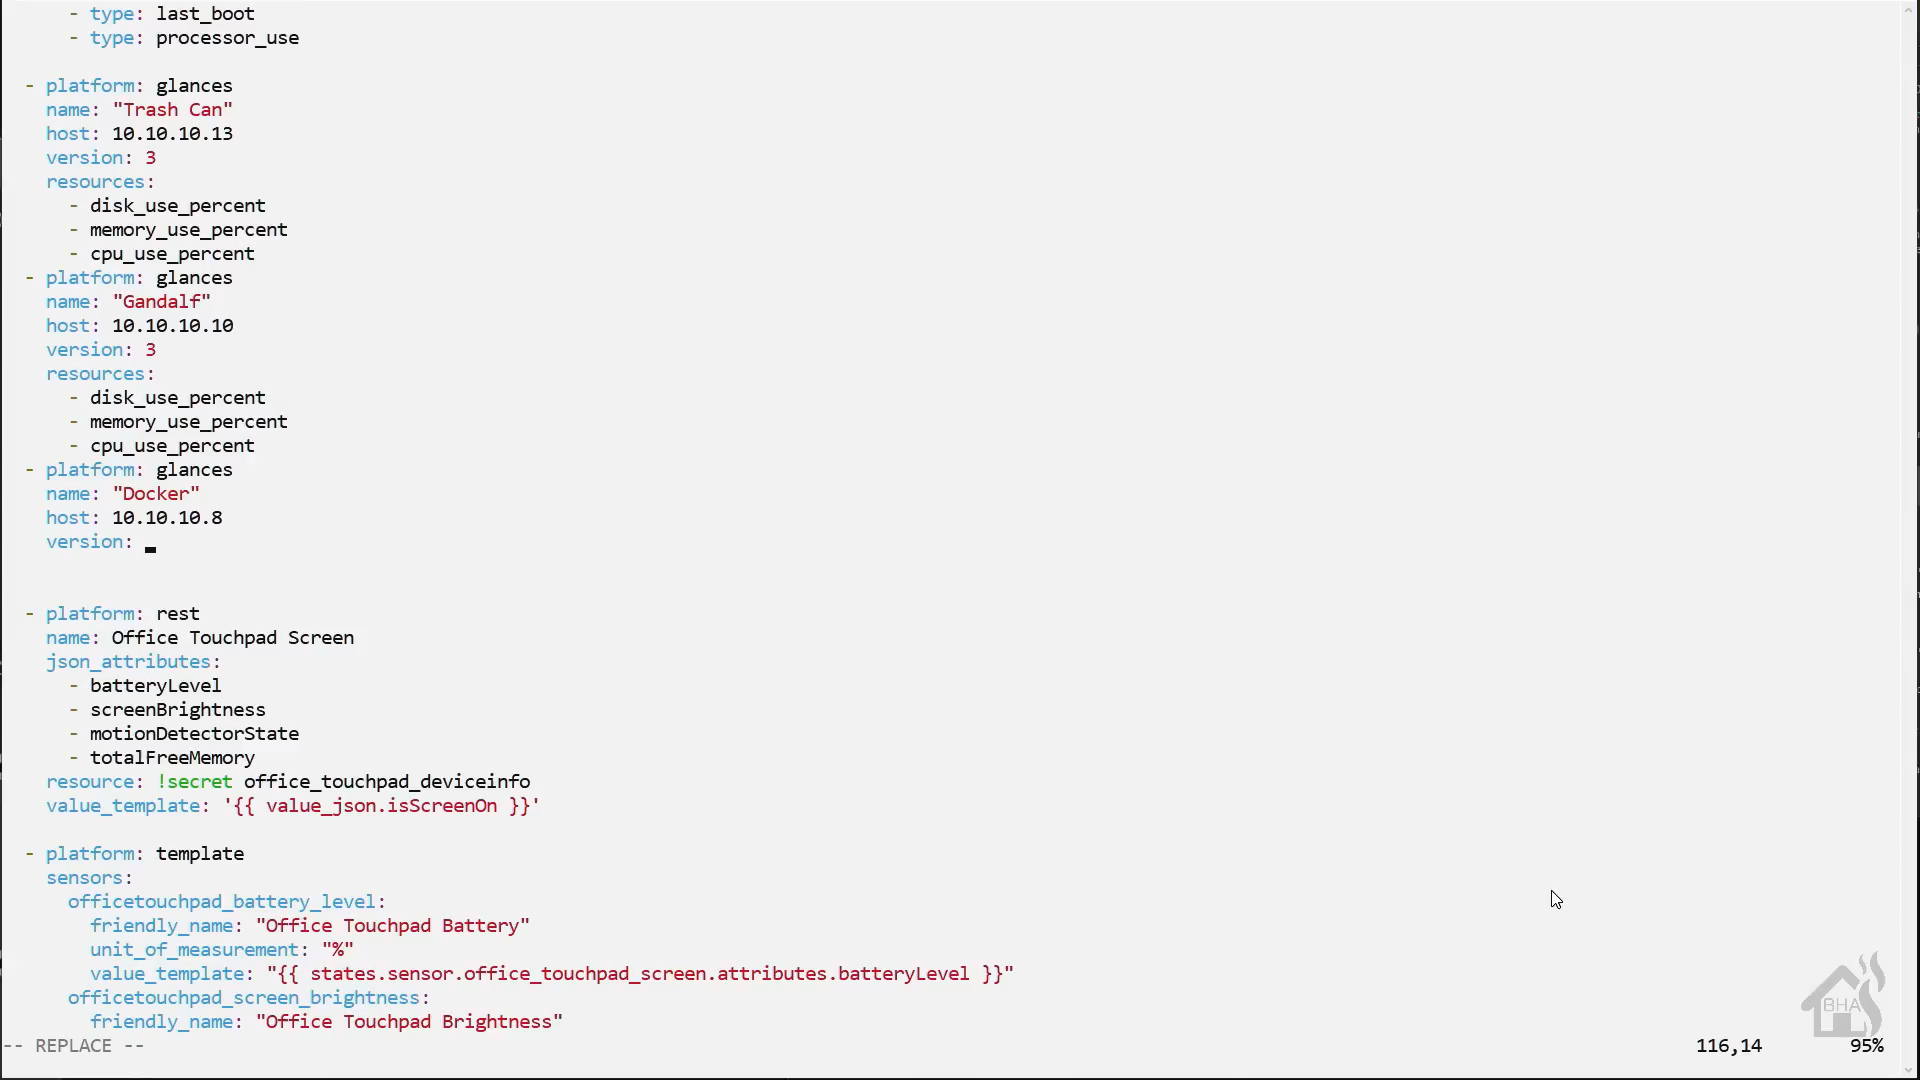 - type: last_boot
- type: processor_use
- platform: glances
name: "Trash Can"
host: 10.10.10.13
version: 3
resources:
- disk_use_percent
- memory_use_percent
- cpu_use_percent
- platform: glances
name: "Gandalf"
host: 10.10.10.10
version: 3
resources:
- disk_use_percent
- memory_use_percent
- cpu_use_percent
- platform: glances
name: "Docker"
host: 10.10.10.8
version:
- platform: rest
name: Office Touchpad Screen
json_attributes:
- batteryLevel
- screenBrightness
- motionDetectorState
- totalFreeMemory
resource: !secret office_touchpad_deviceinfo
value_template: '{{ value_json.isScreenOn }}'
- platform: template
sensors:
officetouchpad_battery_level:
friendly_name: "Office Touchpad Battery"
unit_of_measurement: "%"
value_template: "{{ states.sensor.office_touchpad_screen.attributes.batteryLevel }}"
officetouchpad_screen_brightness:
friendly_name: "Office Touchpad Brightness"
BHA
-- REPLACE -- 116,14 95%